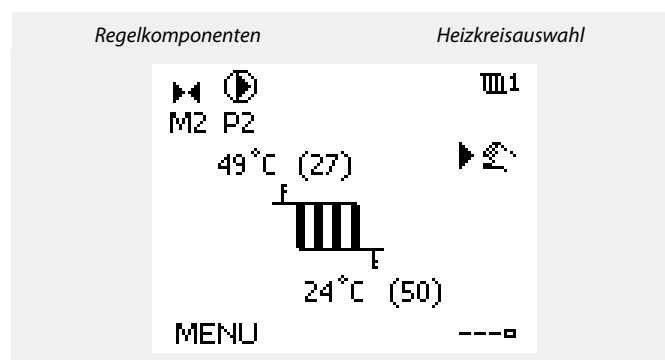 Regelkomponenten Heizkreisauswahl
1
M2 P2
49°C (27)
24°C (50)
MENU ---